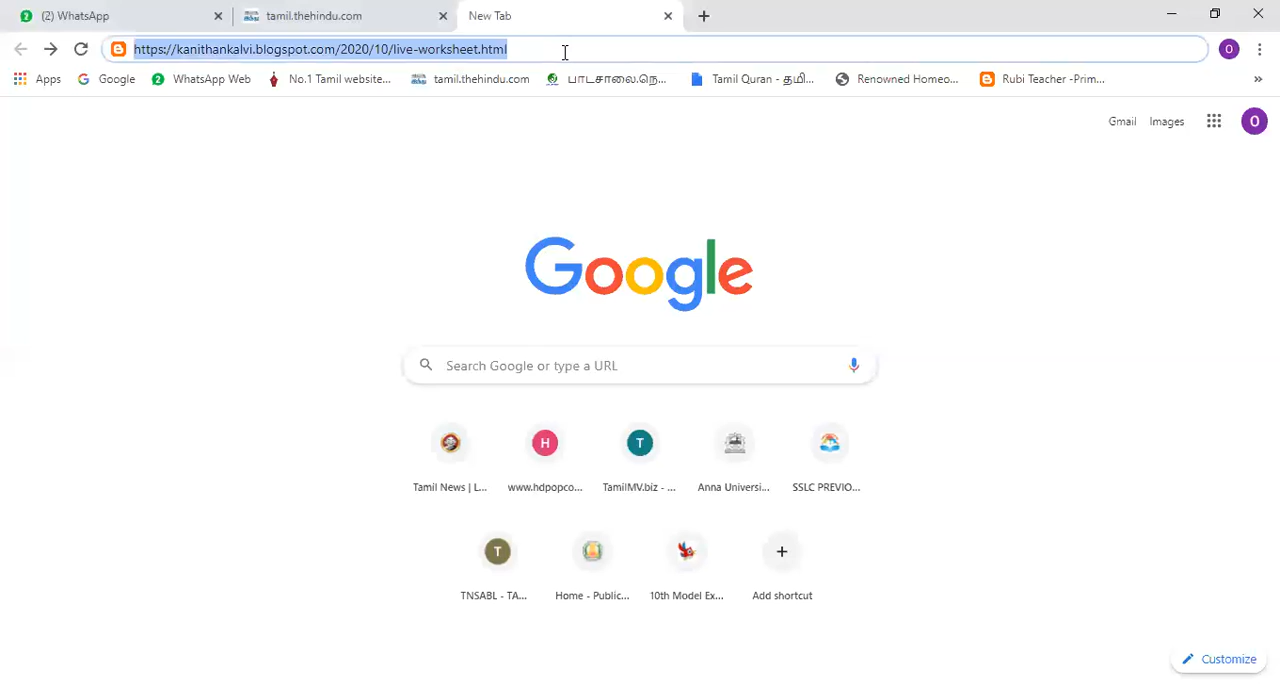 2 (2) WhatsApp
tamil.thehindu.com
New Tab
https://kanithankalvi.blogspot.com/2020/10/live-worksheet.html
O
Apps
Google
2 WhatsApp Web
No.1 Tamil website...
tamil.thehindu.com
பாடசாலை.நெ...
Tamil Quran - தமி...
Renowned Homeo...
Rubi Teacher -Prim...
»
Gmail Images O
Google
Search Google or type a URL
H T
Tamil News | L... www.hdpopco... TamilMV.biz - ... Anna Universi... SSLC PREVIO...
T
TNSABL - TA... Home - Public... 10th Model Ex... Add shortcut
Customize